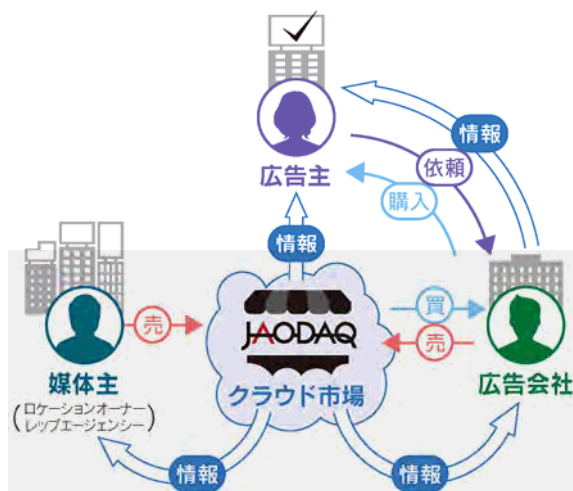 広告主
情報
依頼
購入
情報
媒体主
(ロケーションオーナー
レップエージェンシー)
売
JAODAQ
クラウド市場
買
売
広告会社
情報
情報